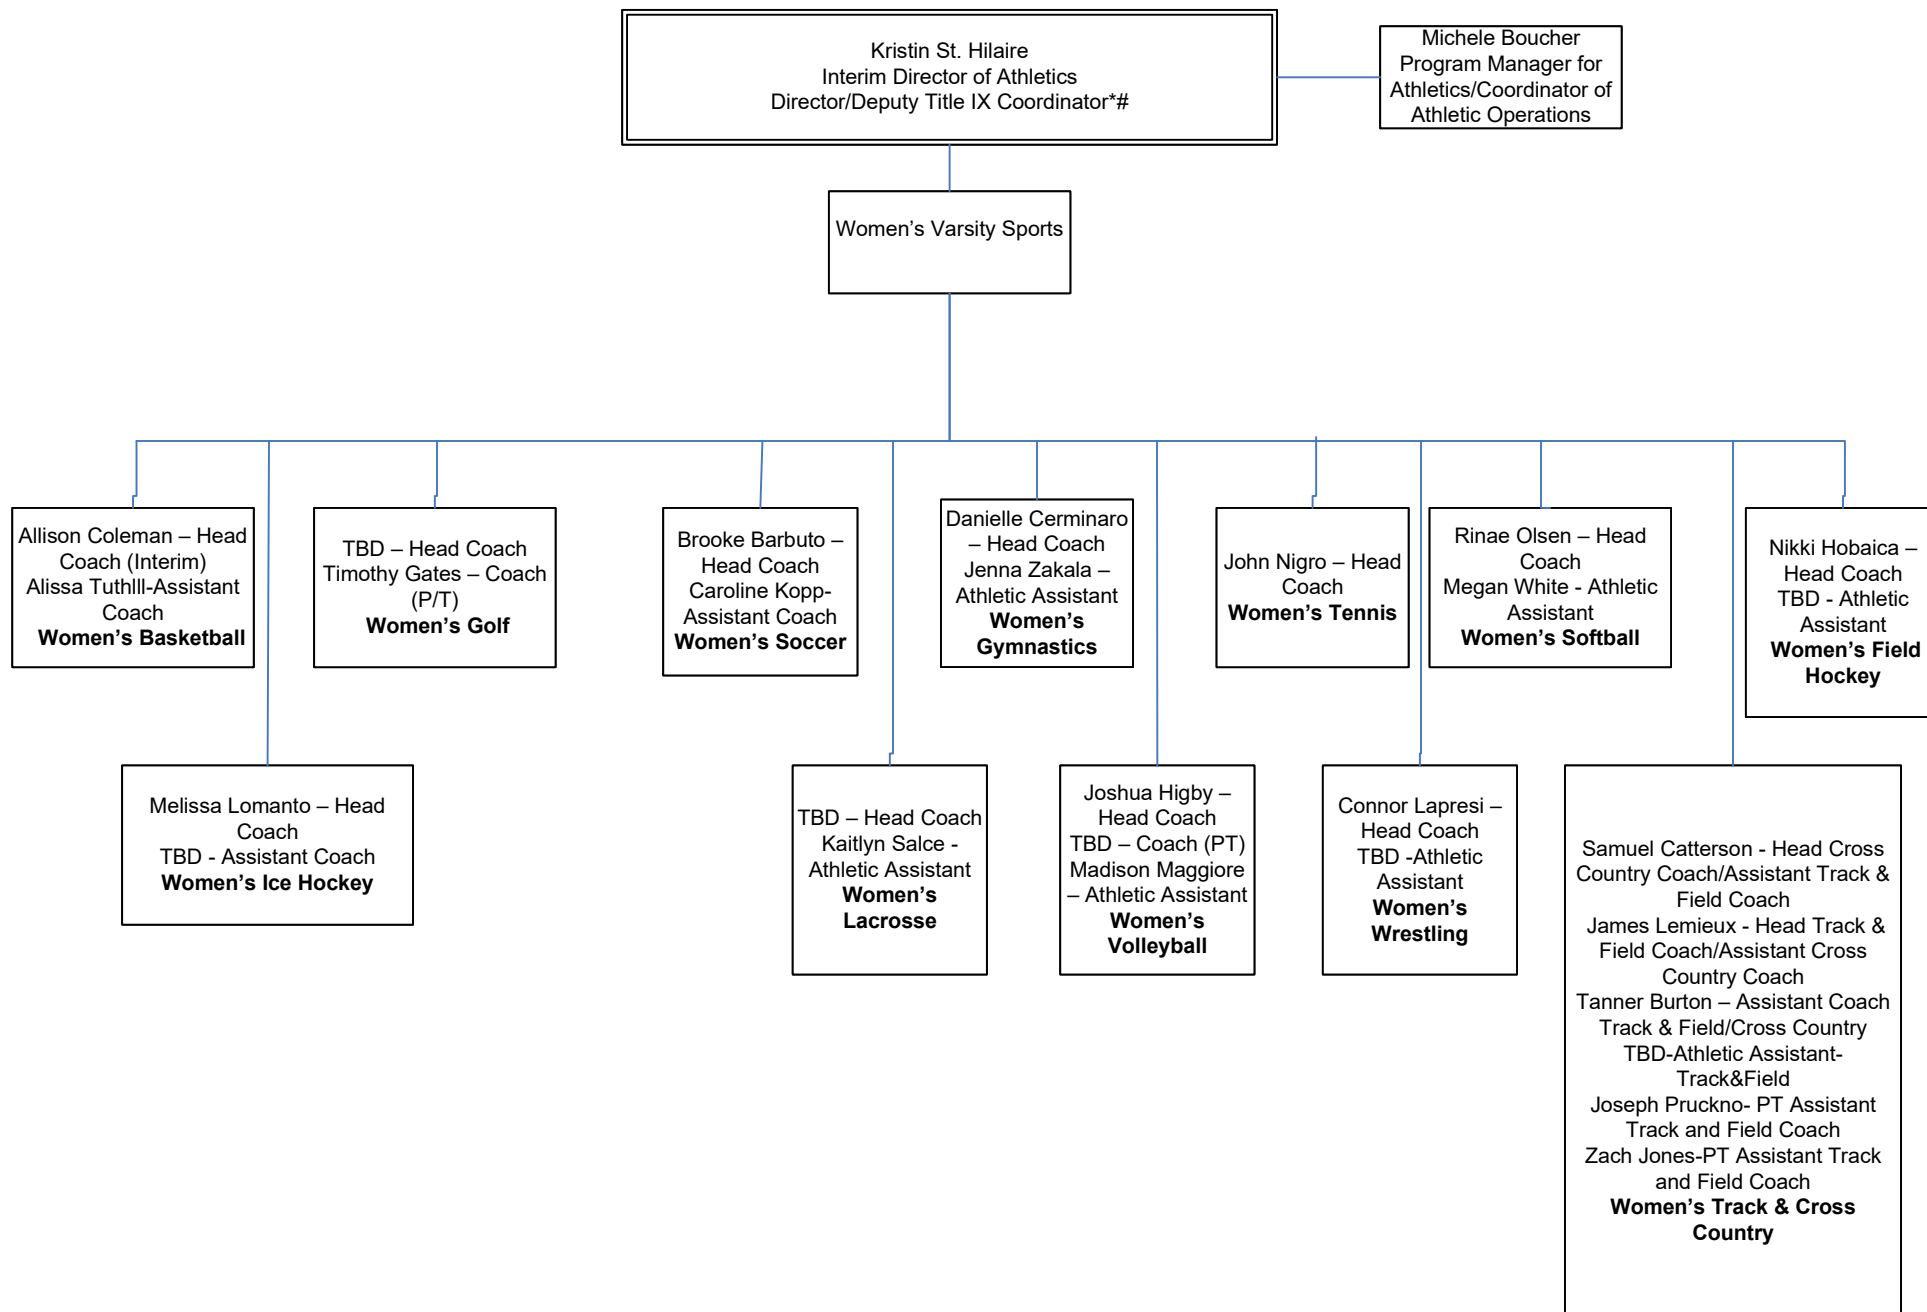 Kristin St. Hilaire
Interim Director of Athletics
Director/Deputy Title IX Coordinator*#
Michele Boucher
Program Manager for
Athletics/Coordinator of
Athletic Operations
Women’s Varsity Sports
Allison Coleman – Head
Coach (Interim)
Alissa Tuthlll-Assistant
Coach
Women’s Basketball
TBD – Head Coach
Timothy Gates – Coach
(P/T)
Women’s Golf
Brooke Barbuto –
Head Coach
Caroline Kopp-
Assistant Coach
Women’s Soccer
Danielle Cerminaro
– Head Coach
Jenna Zakala –
Athletic Assistant
Women’s
Gymnastics
John Nigro – Head
Coach
Women’s Tennis
Rinae Olsen – Head
Coach
Megan White - Athletic
Assistant
Women’s Softball
Nikki Hobaica –
Head Coach
TBD - Athletic
Assistant
Women’s Field
Hockey
Melissa Lomanto – Head
Coach
TBD - Assistant Coach
Women’s Ice Hockey
TBD – Head Coach
Kaitlyn Salce -
Athletic Assistant
Women’s
Lacrosse
Joshua Higby –
Head Coach
TBD – Coach (PT)
Madison Maggiore
– Athletic Assistant
Women’s
Volleyball
Connor Lapresi –
Head Coach
TBD -Athletic
Assistant
Women’s
Wrestling
Samuel Catterson - Head Cross
Country Coach/Assistant Track &
Field Coach
James Lemieux - Head Track &
Field Coach/Assistant Cross
Country Coach
Tanner Burton – Assistant Coach
Track & Field/Cross Country
TBD-Athletic Assistant-
Track&Field
Joseph Pruckno- PT Assistant
Track and Field Coach
Zach Jones-PT Assistant Track
and Field Coach
Women’s Track & Cross
Country